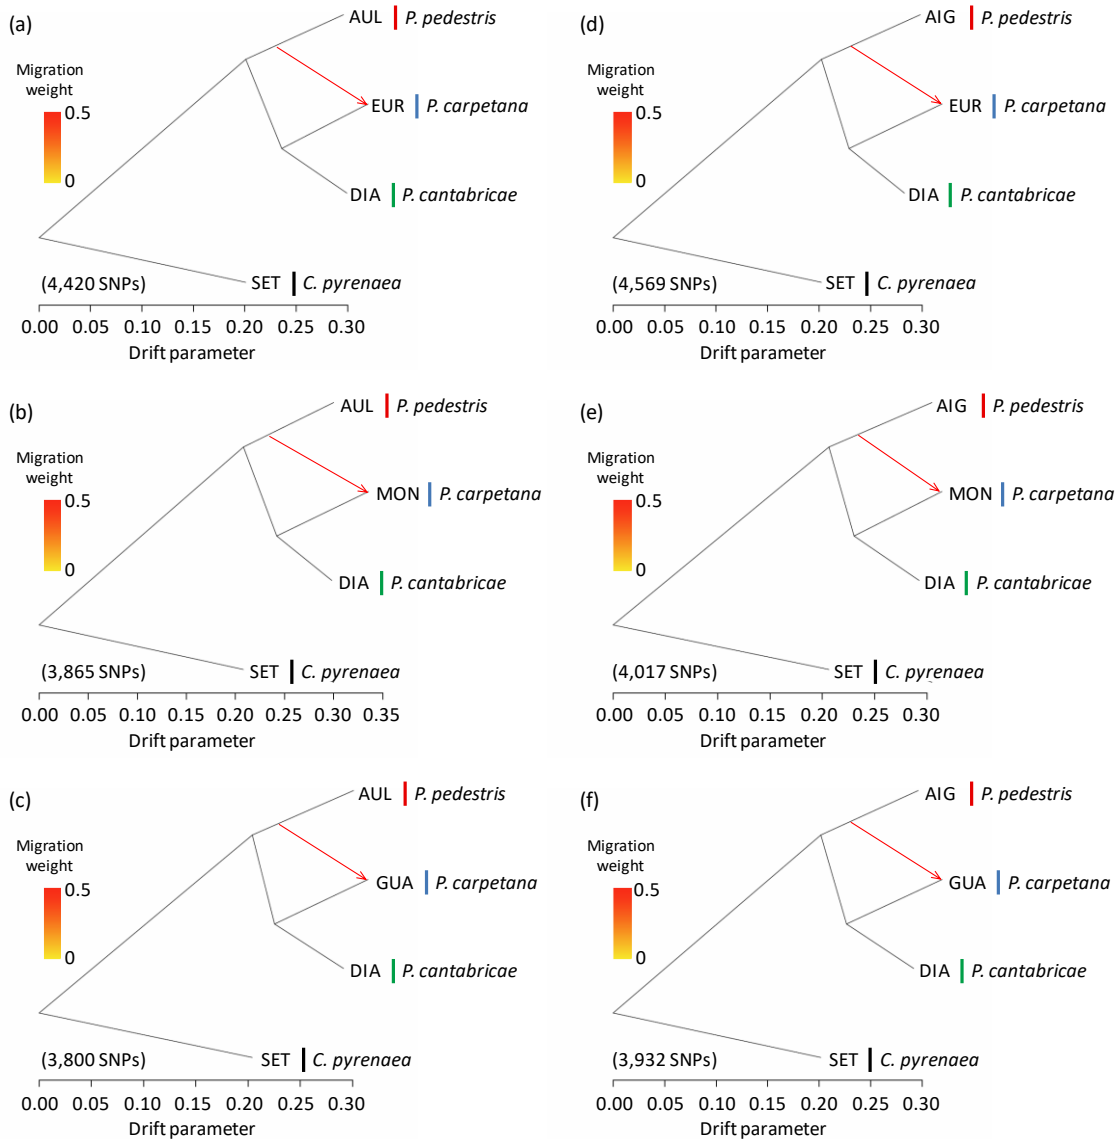 (a)
AUL P. pedestris
Migration
weight
0.5
0
EUR P. carpetana
DIA P. cantabricae
SET C. pyrenaea
(4,420 SNPs)
0.00 0.05 0.10 0.15 0.20 0.25 0.30
Drift parameter
(d)
AIG P. pedestris
Migration
weight
0.5
0
EUR P. carpetana
DIA P. cantabricae
SET C. pyrenaea
(4,569 SNPs)
0.00 0.05 0.10 0.15 0.20 0.25 0.30
Drift parameter
(b)
AUL P. pedestris
Migration
weight
0.5
0
MON P. carpetana
DIA P. cantabricae
SET C. pyrenaea
(3,865 SNPs)
0.00 0.05 0.10 0.15 0.20 0.25 0.30 0.35
Drift parameter
(e)
AIG P. pedestris
Migration
weight
0.5
0
MON P. carpetana
DIA P. cantabricae
SET C. pyrenaea
(4,017 SNPs)
0.00 0.05 0.10 0.15 0.20 0.25 0.30
Drift parameter
(c)
AUL P. pedestris
Migration
weight
0.5
0
GUA P. carpetana
DIA P. cantabricae
SET C. pyrenaea
(3,800 SNPs)
0.00 0.05 0.10 0.15 0.20 0.25 0.30
Drift parameter
(f)
AIG P. pedestris
Migration
weight
0.5
0
GUA P. carpetana
DIA P. cantabricae
SET C. pyrenaea
(3,932 SNPs)
0.00 0.05 0.10 0.15 0.20 0.25 0.30
Drift parameter